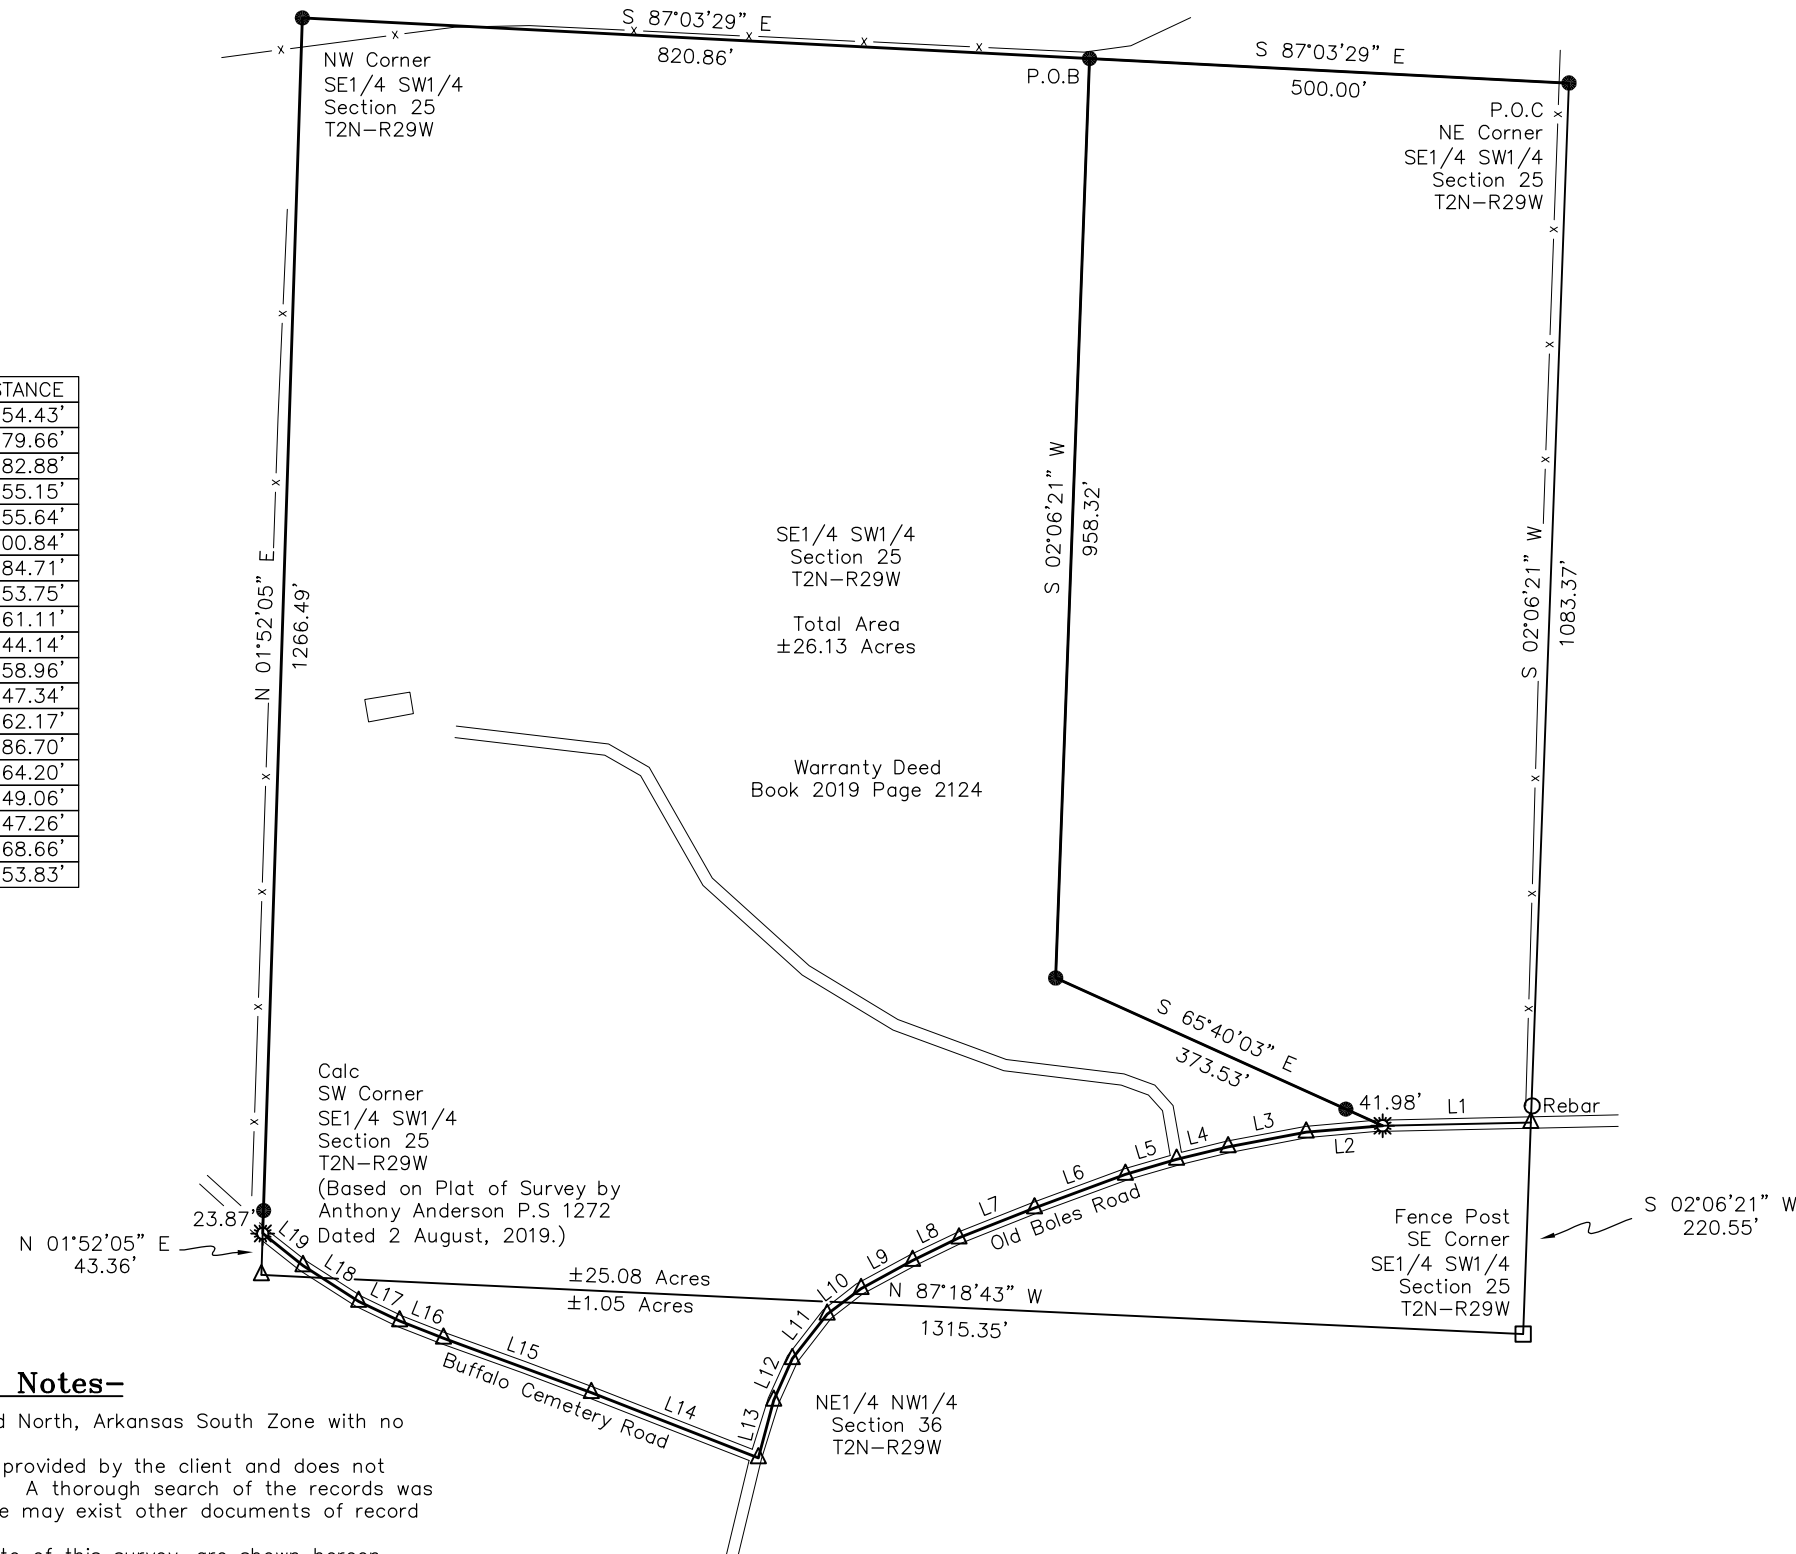 S 87°03'29" E
820.86'
S 87°03'29" E
500.00'
NW Corner
SE1/4 SW1/4
Section 25
T2N-R29W
P.O.B
P.O.C
NE Corner
SE1/4 SW1/4
Section 25
T2N-R29W
54.43'
79.66'
82.88'
55.15'
55.64'
00.84'
84.71'
53.75'
61.11'
44.14'
58.96'
47.34'
62.17'
86.70'
64.20'
49.06'
47.26'
68.66'
53.83'
N 01°52'05" E
1266.49'
S 02°06'21" W
958.32'
S 02°06'21" W
1083.37'
SE1/4 SW1/4
Section 25
T2N-R29W
Total Area
±26.13 Acres
Warranty Deed
Book 2019 Page 2124
S 65°40'03" E
373.53'
41.98'
L1
Rebar
L2
L3
L4
L5
L6
L7
L8
L9
L10
L11
L12
L13
L14
L15
L16
L17
L18
L19
Old Boles Road
Buffalo Cemetery Road
Calc
SW Corner
SE1/4 SW1/4
Section 25
T2N-R29W
(Based on Plat of Survey by
Anthony Anderson P.S 1272
Dated 2 August, 2019.)
23.87'
N 01°52'05" E
43.36'
±25.08 Acres
±1.05 Acres
N 87°18'43" W
1315.35'
Fence Post
SE Corner
SE1/4 SW1/4
Section 25
T2N-R29W
S 02°06'21" W
220.55'
NE1/4 NW1/4
Section 36
T2N-R29W
Notes-
North, Arkansas South Zone with no
provided by the client and does not
A thorough search of the records was
may exist other documents of record
of this survey, are shown hereon